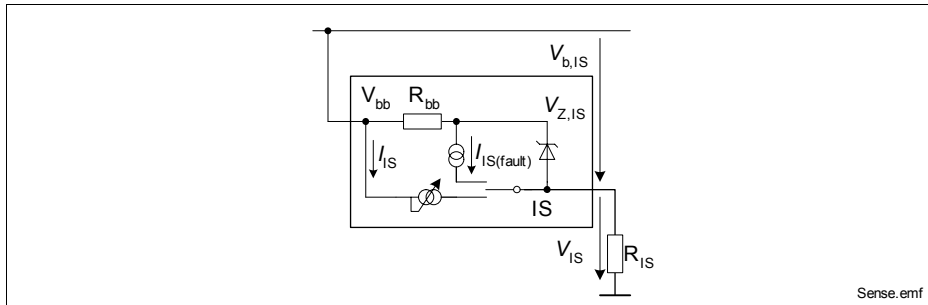 V_b,IS
V_bb R_bb V_Z,IS
I_IS I_IS(fault)
IS
V_IS R_IS
Sense.emf